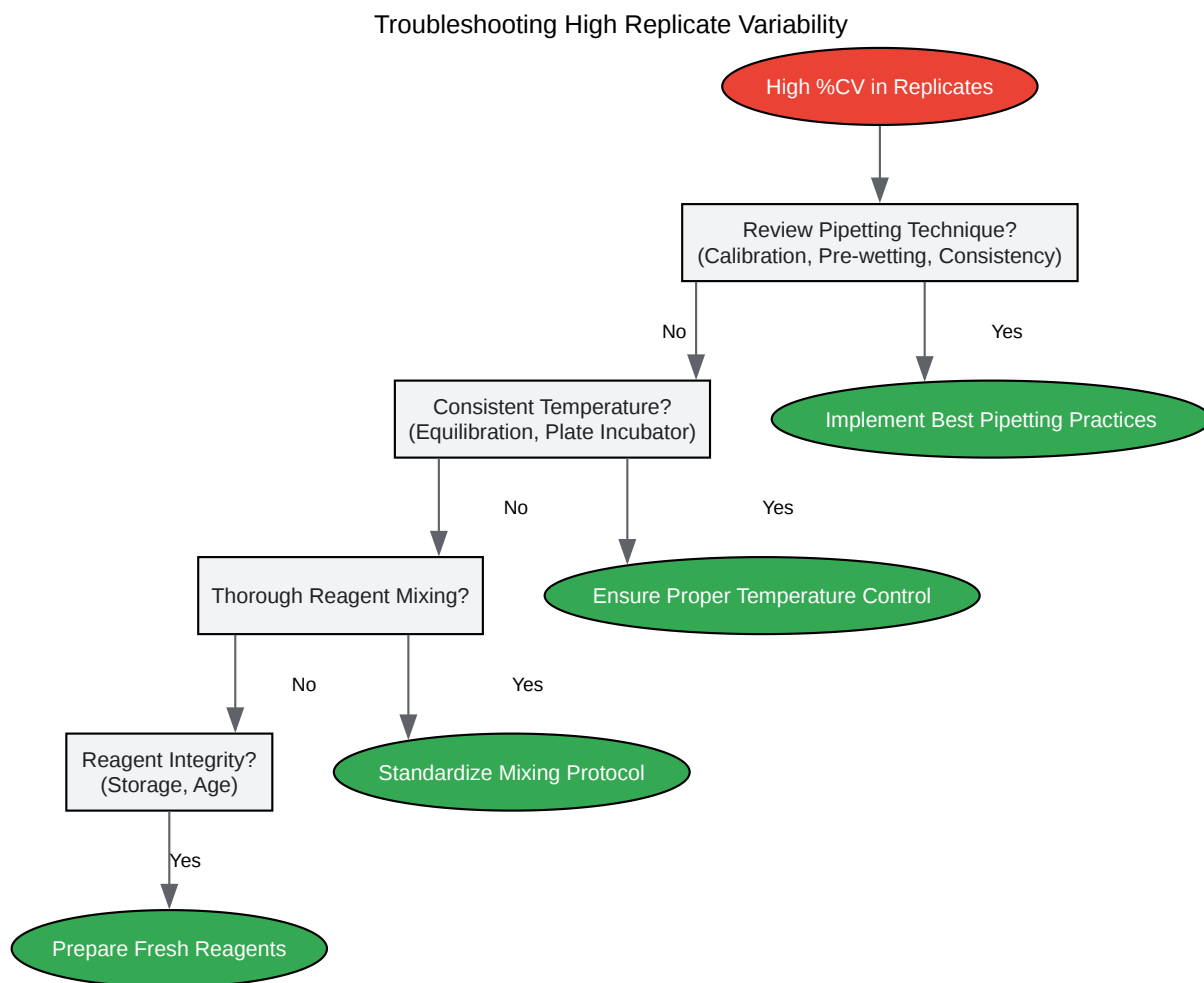 Troubleshooting High Replicate Variability
High %CV in Replicates
Review Pipetting Technique?
(Calibration, Pre-wetting, Consistency)
No
Yes
Consistent Temperature?
(Equilibration, Plate Incubator)
Implement Best Pipetting Practices
No
Yes
Thorough Reagent Mixing?
Ensure Proper Temperature Control
No
Yes
Reagent Integrity?
(Storage, Age)
Standardize Mixing Protocol
Yes
Prepare Fresh Reagents